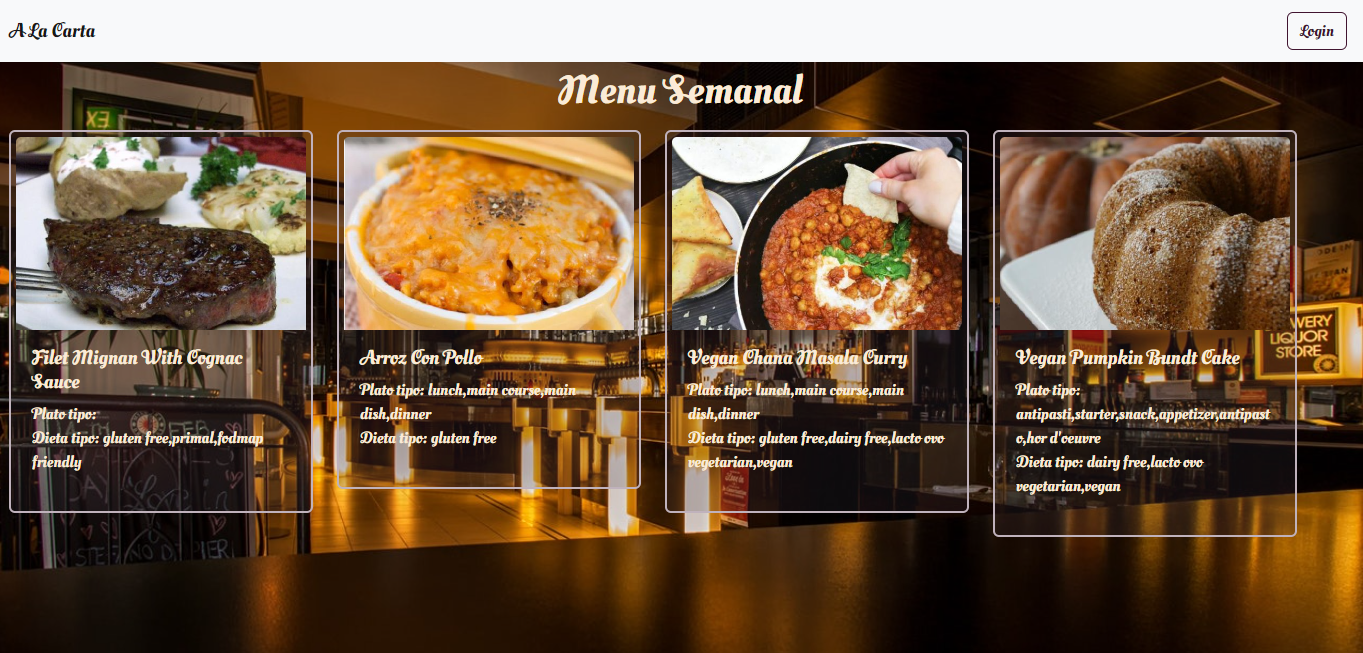 A La Carta
Login
Menu Semanal
EX
Filet Mignan With Cognac
Sauce
Plato tipo:
Dieta tipo: gluten free,primal,fodmap
friendly
Arroz Con Pollo
Plato tipo: lunch,main course,main
dish,dinner
Dieta tipo: gluten free
Vegan Chana Masala Curry
Plato tipo: lunch,main course,main
dish,dinner
Dieta tipo: gluten free,dairy free,lacto ovo
vegetarian,vegan
Vegan Pumpkin Bundt Cake
Plato tipo:
antipasti,starter,snack,appetizer,antipast
o,hor d'oeuvre
Dieta tipo: dairy free,lacto ovo
vegetarian,vegan
LIQUOR
STORE